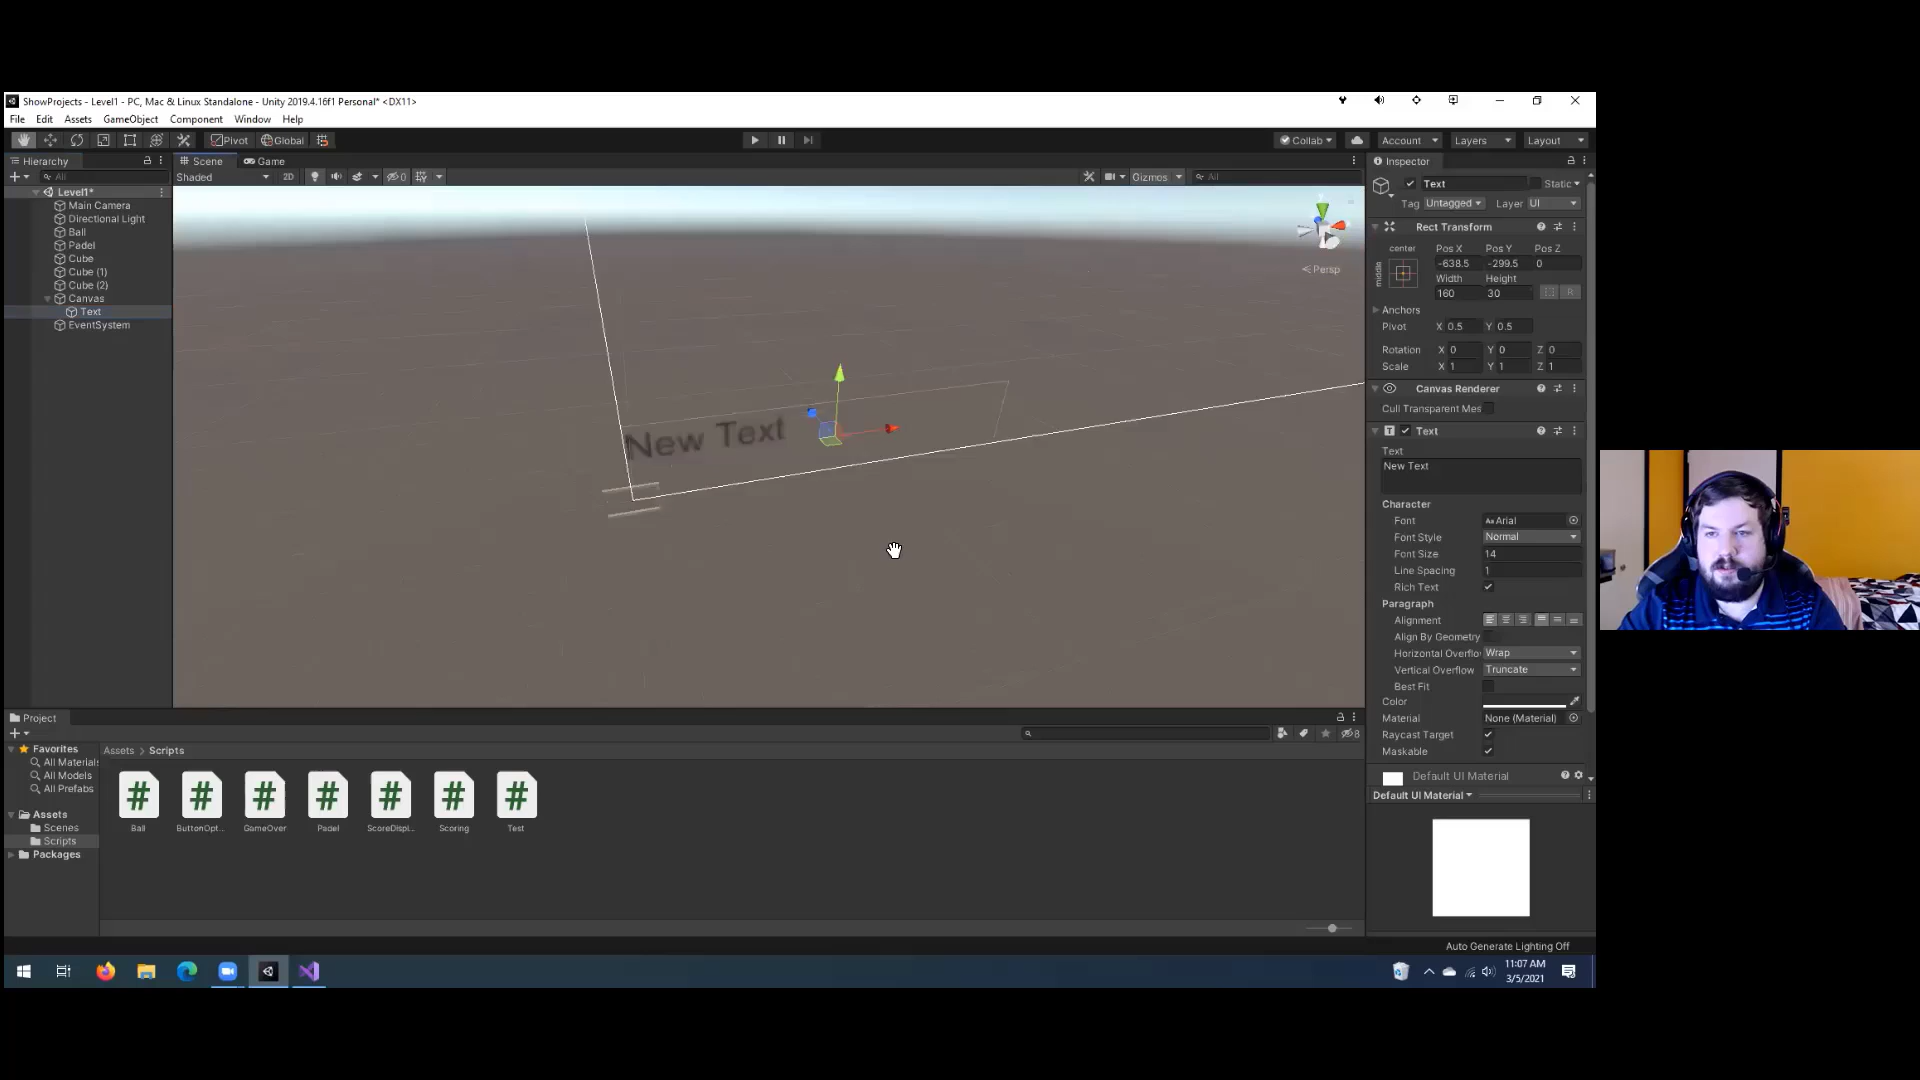 ShowProjects - Level1 - PC, Mac & Linux Standalone - Unity 2019.4.16f1 Personal* <DX11>
File Edit Assets GameObject Component Window Help
Pivot Global Collab Account Layers Layout
Hierarchy
All
Level1*
Main Camera
Directional Light
Ball
Padel
Cube
Cube (1)
Cube (2)
Canvas
Text
EventSystem
Scene Game
Shaded 2D 0 Gizmos All
Persp
New Text
Inspector
Text Static
Tag Untagged Layer UI
Rect Transform
center Pos X Pos Y Pos Z
middle -638.5 -299.5 0
Width Height
160 30 R
Anchors
Pivot X 0.5 Y 0.5
Rotation X 0 Y 0 Z 0
Scale X 1 Y 1 Z 1
Canvas Renderer
Cull Transparent Mes
T Text
Text
New Text
Character
Font Aa Arial
Font Style Normal
Font Size 14
Line Spacing 1
Rich Text
Paragraph
Alignment
Align By Geometry
Horizontal Overflo Wrap
Vertical Overflow Truncate
Best Fit
Color
Material None (Material)
Raycast Target
Maskable
Default UI Material
Default UI Material
Project
8
Favorites
All Materials
All Models
All Prefabs
Assets
Scenes
Scripts
Packages
Assets > Scripts
# # # # # # #
Ball ButtonOpt... GameOver Padel ScoreDispl... Scoring Test
Auto Generate Lighting Off
11:07 AM
3/5/2021